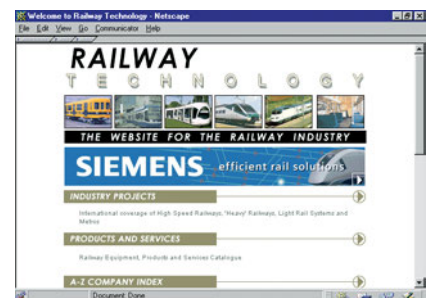 Welcome to Railway Technology - Netscape
File Edit View Go Communicator Help
RAILWAY
TECHNOLOGY
THE WEBSITE FOR THE RAILWAY INDUSTRY
SIEMENS efficient rail solutions
INDUSTRY PROJECTS
International coverage of High Speed Railways, 'Heavy' Railways, Light Rail Systems and
Metros
PRODUCTS AND SERVICES
Railway Equipment, Products and Services Catalogue
A-Z COMPANY INDEX
Document: Done